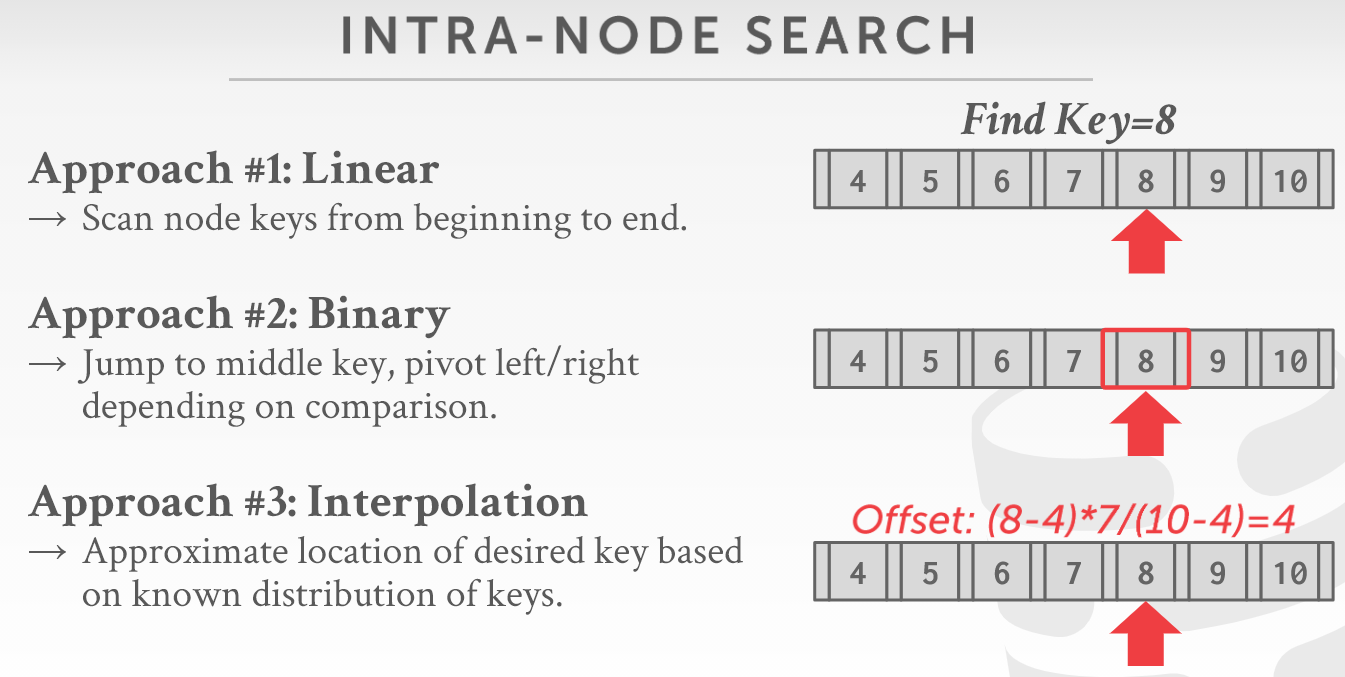 INTRA-NODE SEARCH
Find Key=8
Approach #1: Linear
→ Scan node keys from beginning to end.
4 5 6 7 8 9 10
Approach #2: Binary
→ Jump to middle key, pivot left/right
depending on comparison.
4 5 6 7 8 9 10
Approach #3: Interpolation
→ Approximate location of desired key based
on known distribution of keys.
Offset: (8-4)*7/(10-4)=4
4 5 6 7 8 9 10